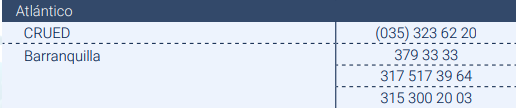 Atlántico
CRUED (035) 323 62 20
Barranquilla 379 33 33
317 517 39 64
315 300 20 03